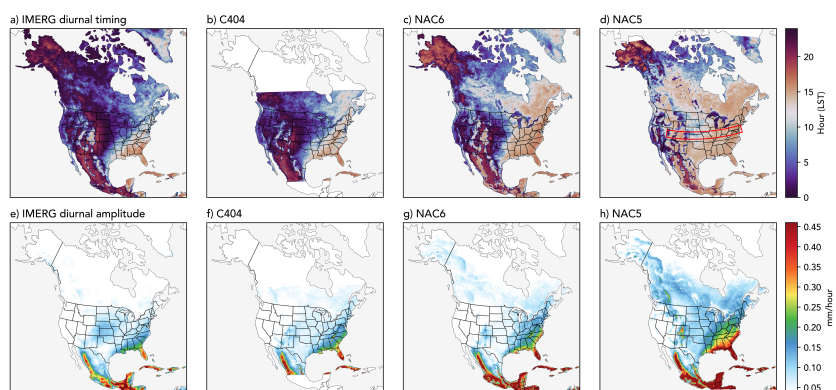 a) IMERG diurnal timing
b) C404
c) NAC6
d) NAC5
20
15
10
5
0
Hour (LST)
e) IMERG diurnal amplitude
f) C404
g) NAC6
h) NAC5
0.45
0.40
0.35
0.30
0.25
0.20
0.15
0.10
0.05
mm/hour